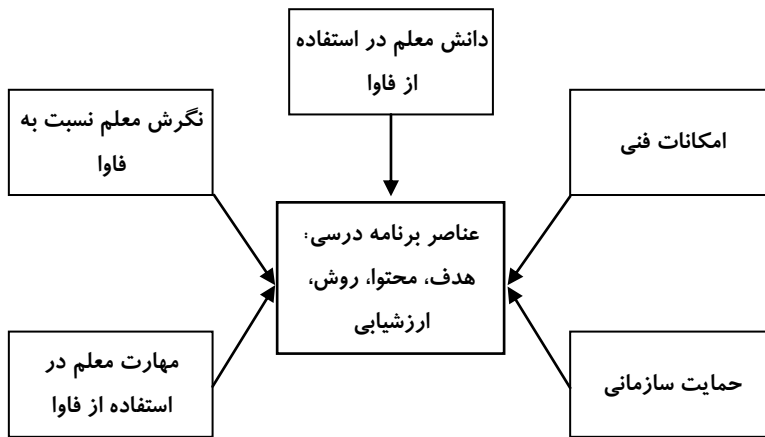 دانش معلم در استفاده
از فاوا
امکانات فنی
نگرش معلم نسبت به
فاوا
عناصر برنامه درسی:
هدف، محتوا، روش،
ارزشیابی
حمایت سازمانی
مهارت معلم در
استفاده از فاوا